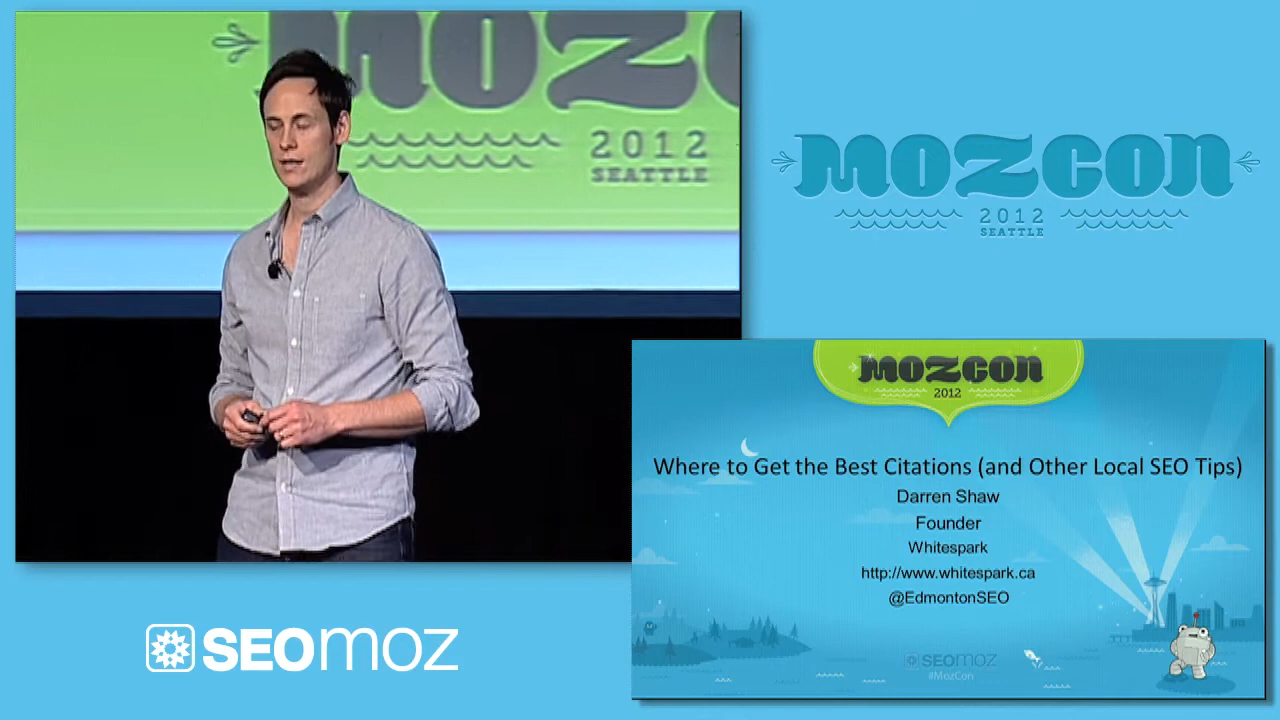 MOZC
2012
SEATTLE
MOZCON
2012
SEATTLE
MOZCON
2012
Where to Get the Best Citations (and Other Local SEO Tips)
Darren Shaw
Founder
Whitespark
http://www.whitespark.ca
@EdmontonSEO
SEOMOZ
#MozCon
SEOMOZ